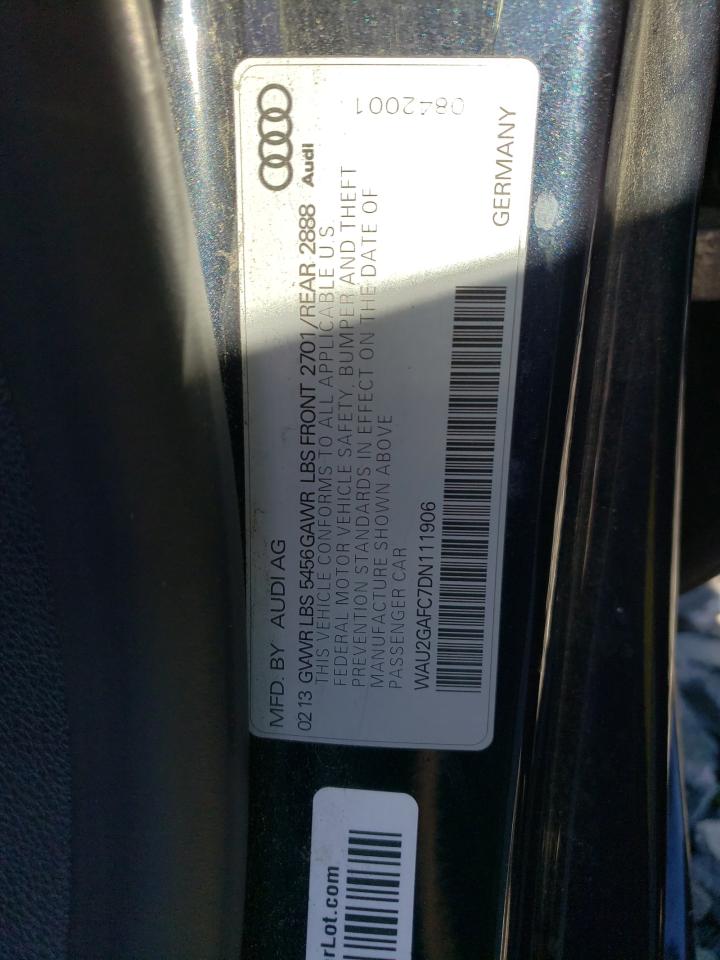 MFD. BY AUDI AG
Audi
02 13 GVWR LBS 5456 GAWR LBS FRONT 2701/REAR 2888
THIS VEHICLE CONFORMS TO ALL APPLICABLE U.S.
FEDERAL MOTOR VEHICLE SAFETY, BUMPER AND THEFT
PREVENTION STANDARDS IN EFFECT ON THE DATE OF
MANUFACTURE SHOWN ABOVE
PASSENGER CAR
0842001
WAU2GAFC7DN111906
GERMANY
rLot.com